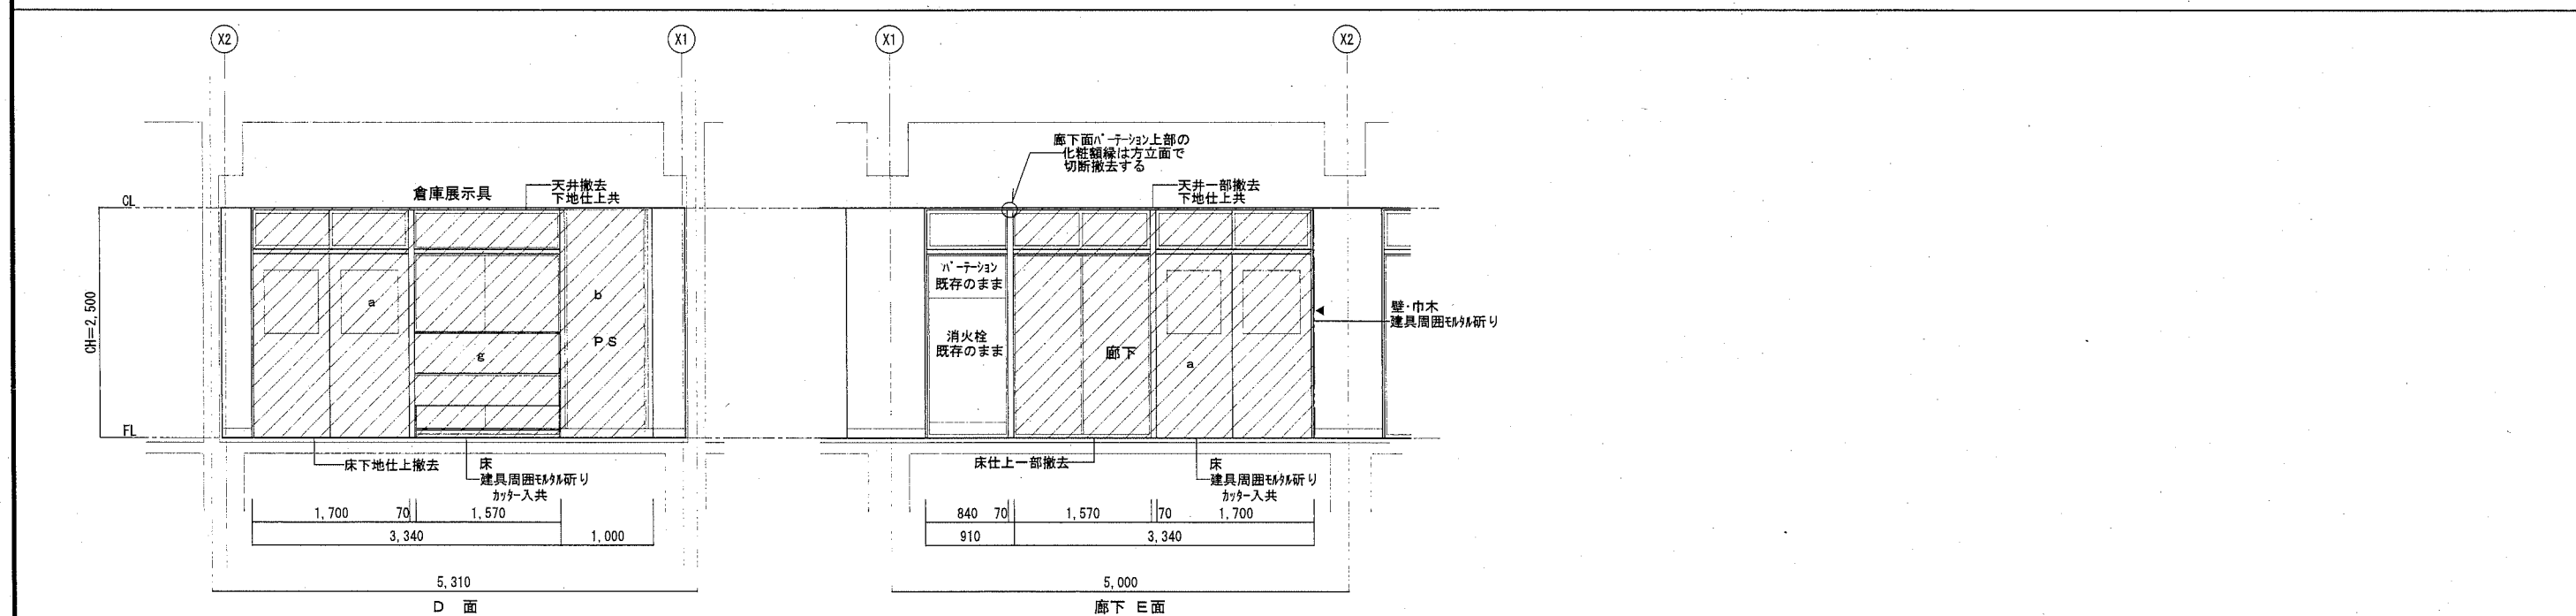 X2
X1
X1
X2
廊下面パーテーション上部の
化粧額縁は方立面で
切断撤去する
倉庫展示具
天井撤去
下地仕上共
天井一部撤去
下地仕上共
CL
CH=2,500
FL
a
g
b
PS
パーテーション
既存のまま
消火栓
既存のまま
廊下
a
壁・巾木
建具周囲モルタル斫り
床下地仕上撤去
床
建具周囲モルタル斫り
カッター入共
床仕上一部撤去
床
建具周囲モルタル斫り
カッター入共
1,700
70
1,570
3,340
1,000
840
70
1,570
70
1,700
910
3,340
5,310
5,000
D 面
廊下 E面